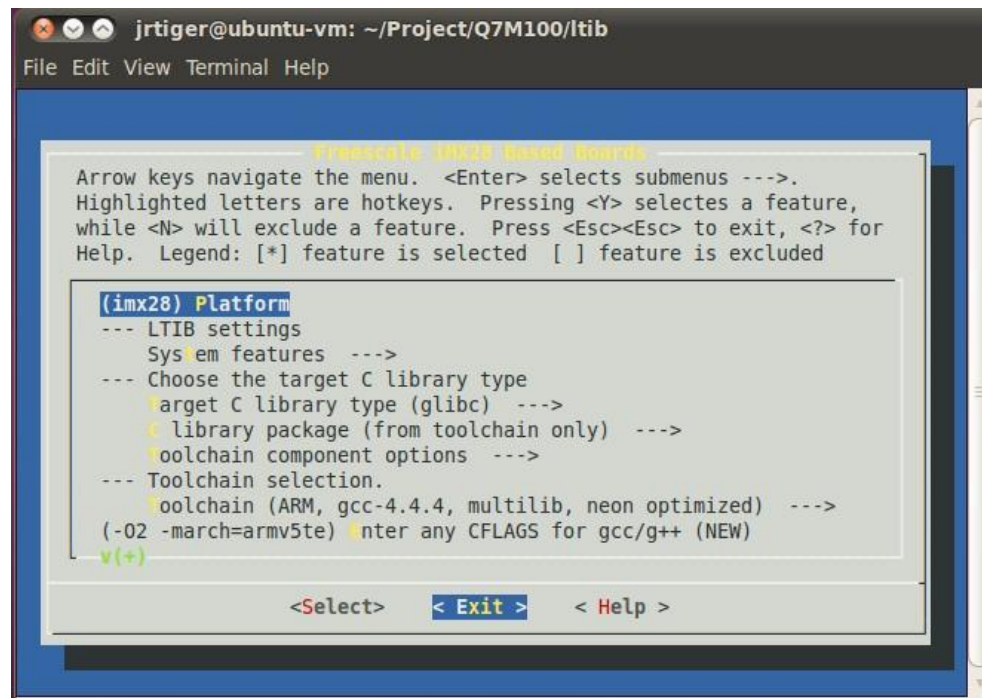 jrtiger@ubuntu-vm: ~/Project/Q7M100/ltib
File Edit View Terminal Help
Freescale iMX28 Based Boards
Arrow keys navigate the menu. <Enter> selects submenus --->.
Highlighted letters are hotkeys. Pressing <Y> selectes a feature,
while <N> will exclude a feature. Press <Esc><Esc> to exit, <?> for
Help. Legend: [*] feature is selected [ ] feature is excluded
(imx28) Platform
--- LTIB settings
System features --->
--- Choose the target C library type
Target C library type (glibc) --->
C library package (from toolchain only) --->
Toolchain component options --->
--- Toolchain selection.
Toolchain (ARM, gcc-4.4.4, multilib, neon optimized) --->
(-O2 -march=armv5te) Enter any CFLAGS for gcc/g++ (NEW)
v(+)
<Select> < Exit > < Help >